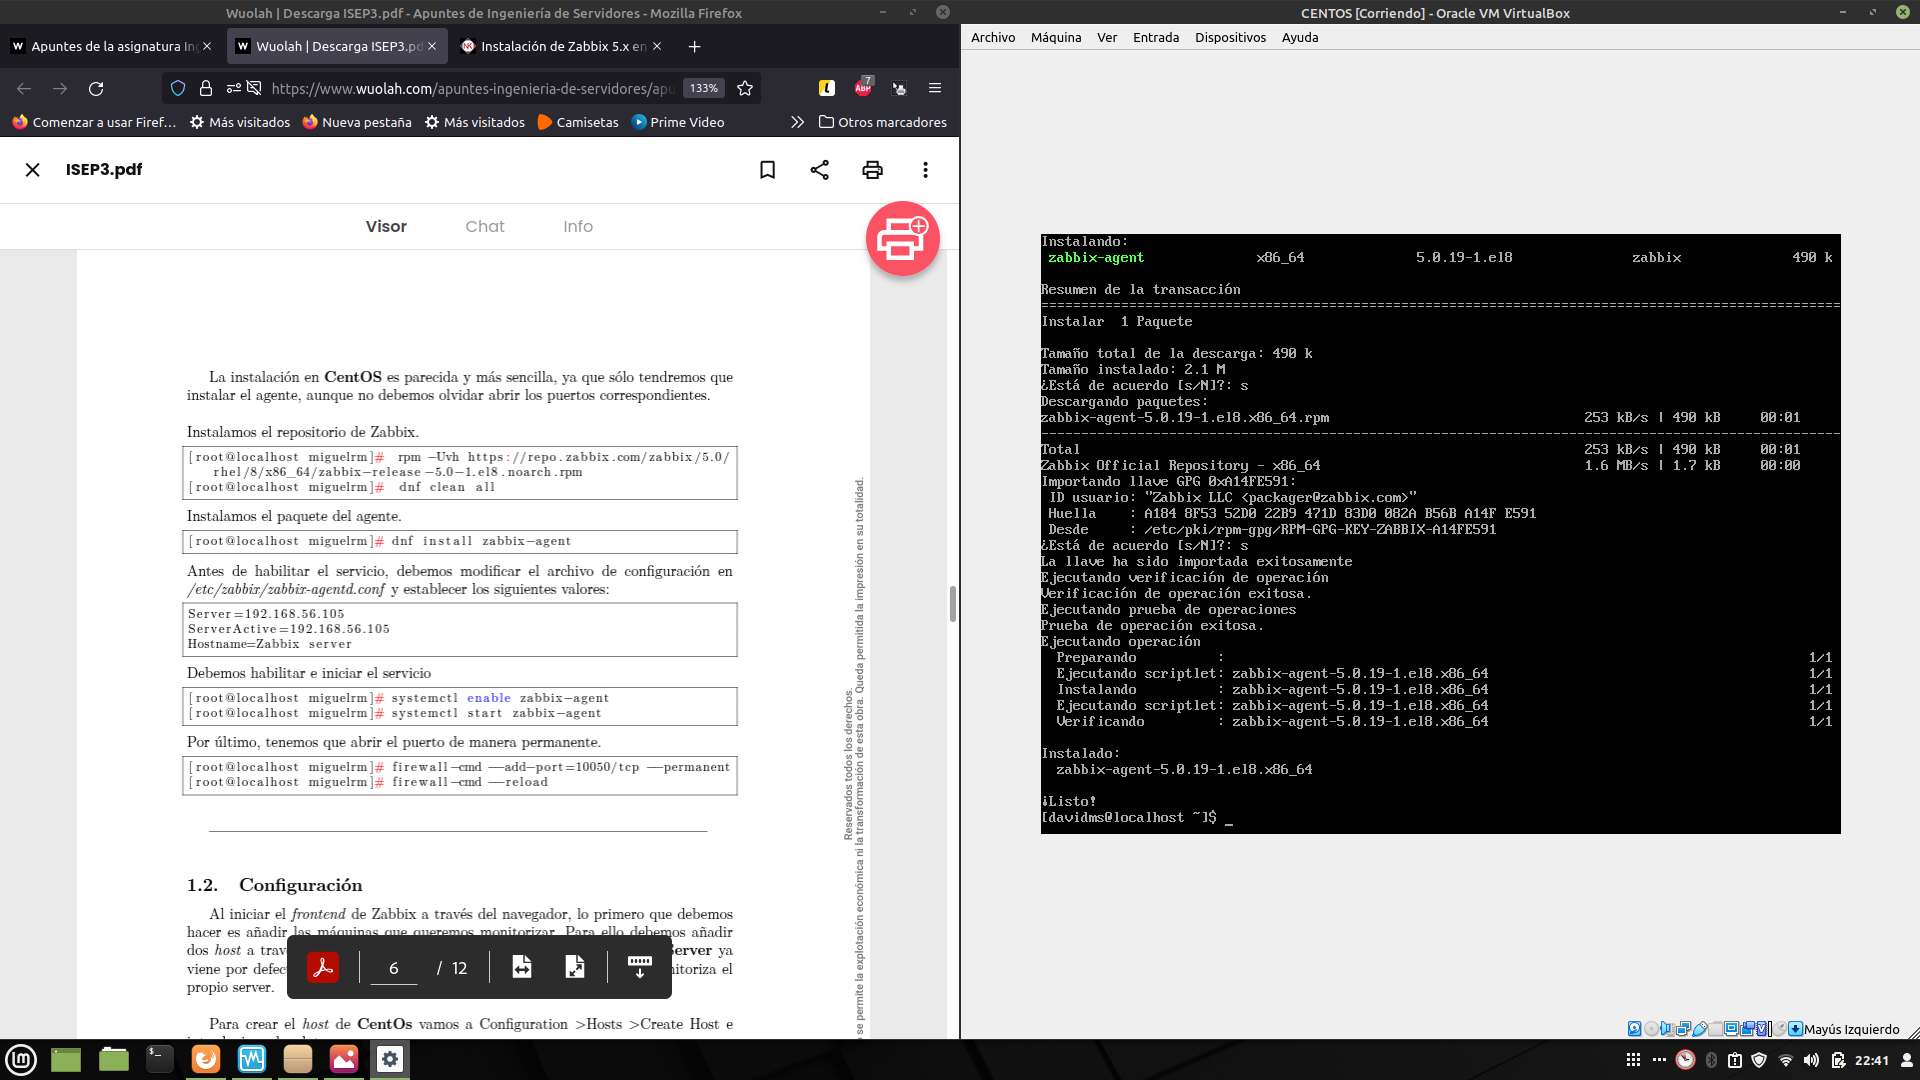 Wuolah | Descarga ISEP3.pdf - Apuntes de Ingeniería de Servidores - Mozilla Firefox
Apuntes de la asignatura In
Wuolah | Descarga ISEP3.pd
Instalación de Zabbix 5.x en
https://www.wuolah.com/apuntes-ingenieria-de-servidores/apu
133%
7
Comenzar a usar Firef...
Más visitados
Nueva pestaña
Más visitados
Camisetas
Prime Video
Otros marcadores
ISEP3.pdf
Visor
Chat
Info
La instalación en CentOS es parecida y más sencilla, ya que sólo tendremos que
instalar el agente, aunque no debemos olvidar abrir los puertos correspondientes.
Instalamos el repositorio de Zabbix.
[root@localhost miguelrm]# rpm -Uvh https://repo.zabbix.com/zabbix/5.0/
rhel/8/x86_64/zabbix-release-5.0-1.el8.noarch.rpm
[root@localhost miguelrm]# dnf clean all
Instalamos el paquete del agente.
[root@localhost miguelrm]# dnf install zabbix-agent
Antes de habilitar el servicio, debemos modificar el archivo de configuración en
/etc/zabbix/zabbix-agentd.conf y establecer los siguientes valores:
Server=192.168.56.105
ServerActive=192.168.56.105
Hostname=Zabbix server
Debemos habilitar e iniciar el servicio
[root@localhost miguelrm]# systemctl enable zabbix-agent
[root@localhost miguelrm]# systemctl start zabbix-agent
Por último, tenemos que abrir el puerto de manera permanente.
[root@localhost miguelrm]# firewall-cmd --add-port=10050/tcp --permanent
[root@localhost miguelrm]# firewall-cmd --reload
1.2. Configuración
Al iniciar el frontend de Zabbix a través del navegador, lo primero que debemos
hacer es añadir las máquinas que queremos monitorizar. Para ello debemos añadir
dos host a trav Server ya
viene por defec nitoriza el
propio server.
Para crear el host de CentOs vamos a Configuration >Hosts >Create Host e
6 / 12
Reservados todos los derechos.
se permite la explotación económica ni la transformación de esta obra. Queda permitida la impresión en su totalidad.
CENTOS [Corriendo] - Oracle VM VirtualBox
Archivo Máquina Ver Entrada Dispositivos Ayuda
Instalando:
zabbix-agent x86_64 5.0.19-1.el8 zabbix 490 k
Resumen de la transacción
================================================================================
Instalar 1 Paquete
Tamaño total de la descarga: 490 k
Tamaño instalado: 2.1 M
¿Está de acuerdo [s/N]?: s
Descargando paquetes:
zabbix-agent-5.0.19-1.el8.x86_64.rpm 253 kB/s | 490 kB 00:01
--------------------------------------------------------------------------------
Total 253 kB/s | 490 kB 00:01
Zabbix Official Repository - x86_64 1.6 MB/s | 1.7 kB 00:00
Importando llave GPG 0xA14FE591:
ID usuario: "Zabbix LLC <packager@zabbix.com>"
Huella : A184 8F53 52D0 22B9 471D 83D0 082A B56B A14F E591
Desde : /etc/pki/rpm-gpg/RPM-GPG-KEY-ZABBIX-A14FE591
¿Está de acuerdo [s/N]?: s
La llave ha sido importada exitosamente
Ejecutando verificación de operación
Verificación de operación exitosa.
Ejecutando prueba de operaciones
Prueba de operación exitosa.
Ejecutando operación
Preparando : 1/1
Ejecutando scriptlet: zabbix-agent-5.0.19-1.el8.x86_64 1/1
Instalando : zabbix-agent-5.0.19-1.el8.x86_64 1/1
Ejecutando scriptlet: zabbix-agent-5.0.19-1.el8.x86_64 1/1
Verificando : zabbix-agent-5.0.19-1.el8.x86_64 1/1
Instalado:
zabbix-agent-5.0.19-1.el8.x86_64
¡Listo!
[davidms@localhost ~]$ _
Mayús Izquierdo
22:41